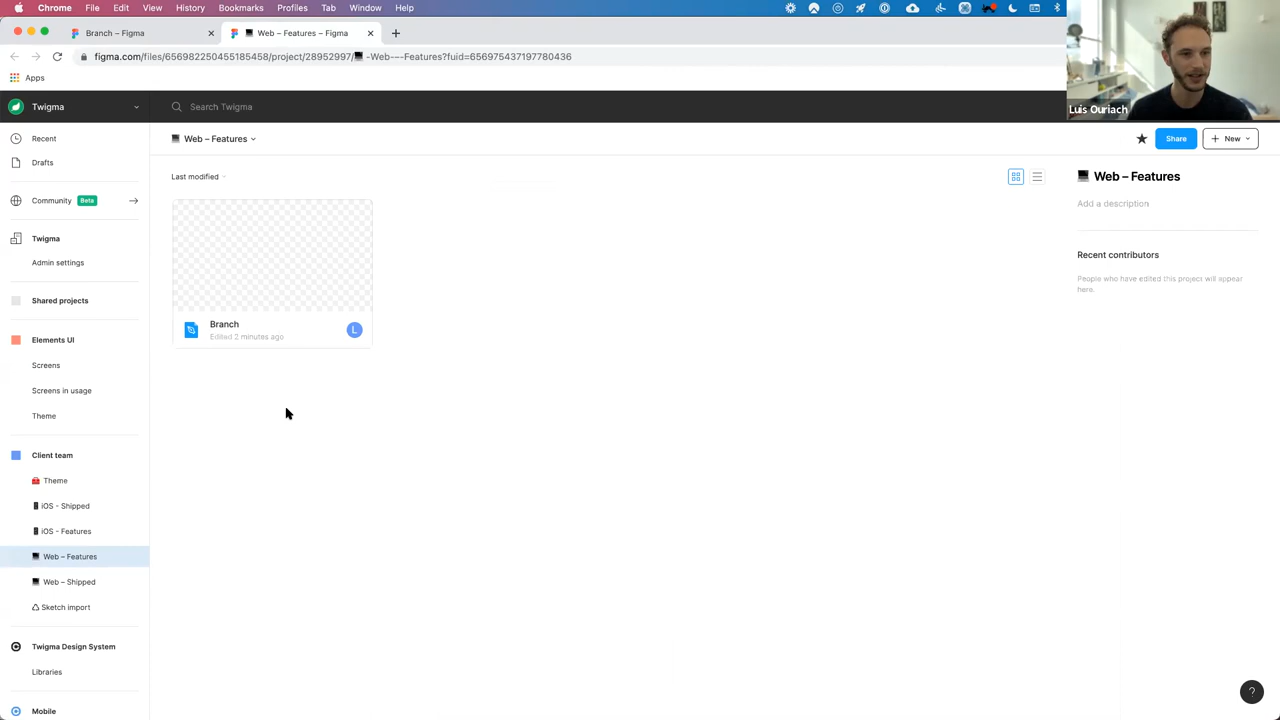 Chrome File Edit View History Bookmarks Profiles Tab Window Help
Branch – Figma
Web – Features – Figma
figma.com/files/656982250455185458/project/28952997/💻-Web---Features?fuid=656975437197780436
Apps
Luis Ouriach
Twigma
Search Twigma
Recent
Drafts
Community Beta
Twigma
Admin settings
Shared projects
Elements UI
Screens
Screens in usage
Theme
Client team
Theme
iOS - Shipped
iOS - Features
Web – Features
Web – Shipped
Sketch import
Twigma Design System
Libraries
Mobile
Web – Features
Share
New
Last modified
Branch
Edited 2 minutes ago
L
Web – Features
Add a description
Recent contributors
People who have edited this project will appear
here.
?